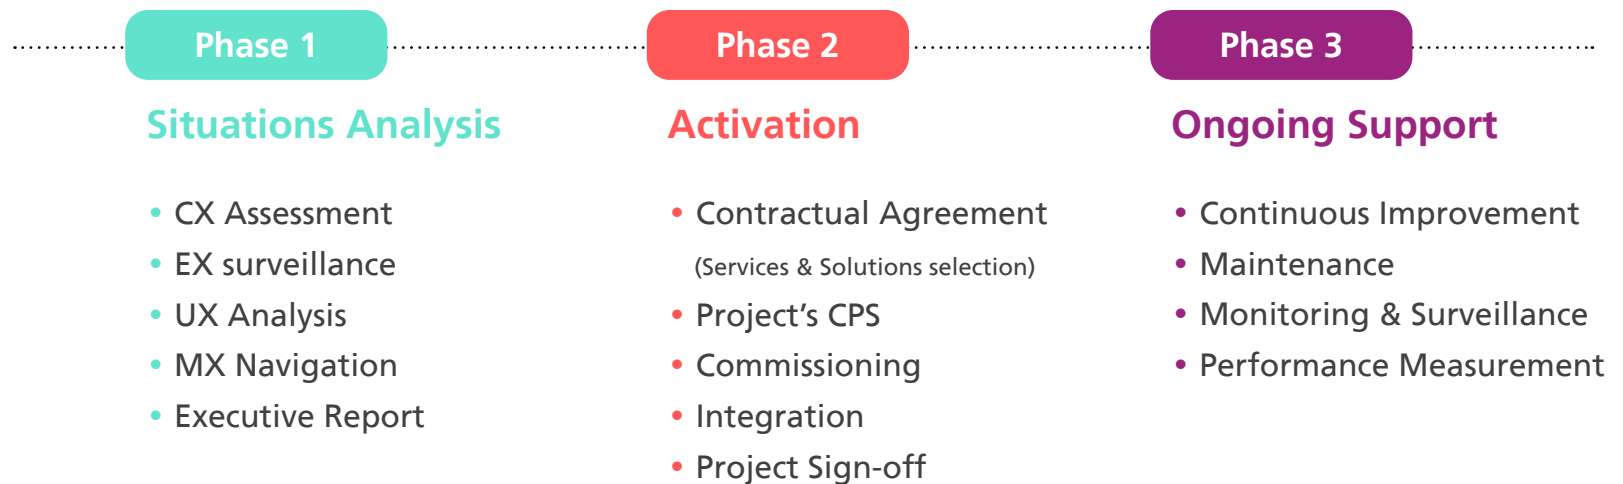 Phase 1
Situations Analysis
• CX Assessment
• EX surveillance
• UX Analysis
• MX Navigation
• Executive Report
Phase 2
Activation
• Contractual Agreement
(Services & Solutions selection)
• Project’s CPS
• Commissioning
• Integration
• Project Sign-off
Phase 3
Ongoing Support
• Continuous Improvement
• Maintenance
• Monitoring & Surveillance
• Performance Measurement